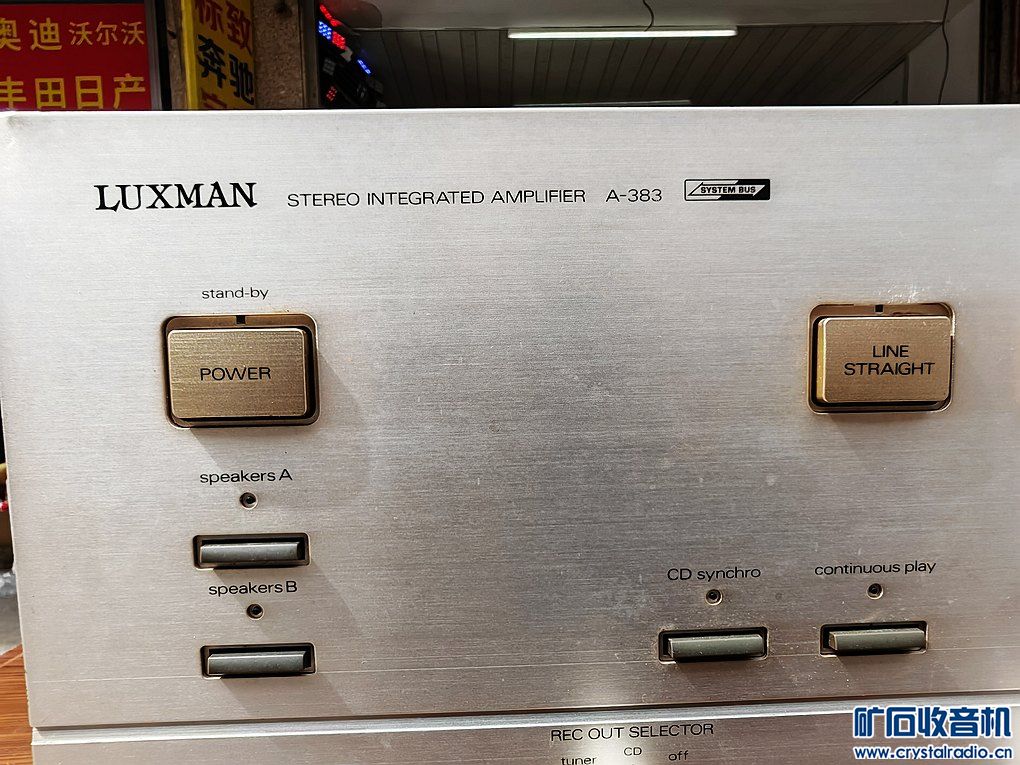 奥迪 沃尔沃
丰田日产
标致
奔驰
LUXMAN STEREO INTEGRATED AMPLIFIER A-383 SYSTEM BUS
stand-by
POWER
LINE
STRAIGHT
speakers A
speakers B
CD synchro
continuous play
REC OUT SELECTOR
tuner CD off
矿石收音机
www.crystalradio.cn